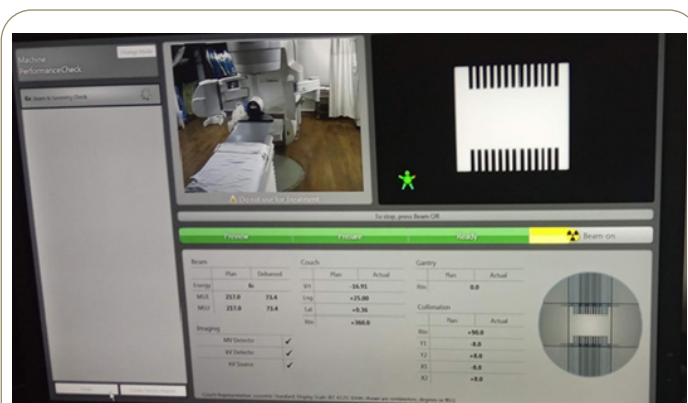 Change Mode
Machine
PerformanceCheck
6x Beam & Geometry Check
Do not use for treatment
To stop, press Beam Off
Preview Prepare Ready Beam on
Beam Couch Gantry
Plan Delivered Plan Actual Plan Actual
Energy 6x Vrt -16.91 Rtn 0.0
MU1 217.0 73.4 Lng +25.00
MU2 217.0 73.4 Lat +0.36 Collimation
Rtn +360.0 Plan Actual
Imaging Rtn +90.0
MV Detector ✓ Y1 -8.0
kV Detector ✓ Y2 +8.0
kV Source ✓ X1 -8.0
X2 +8.0